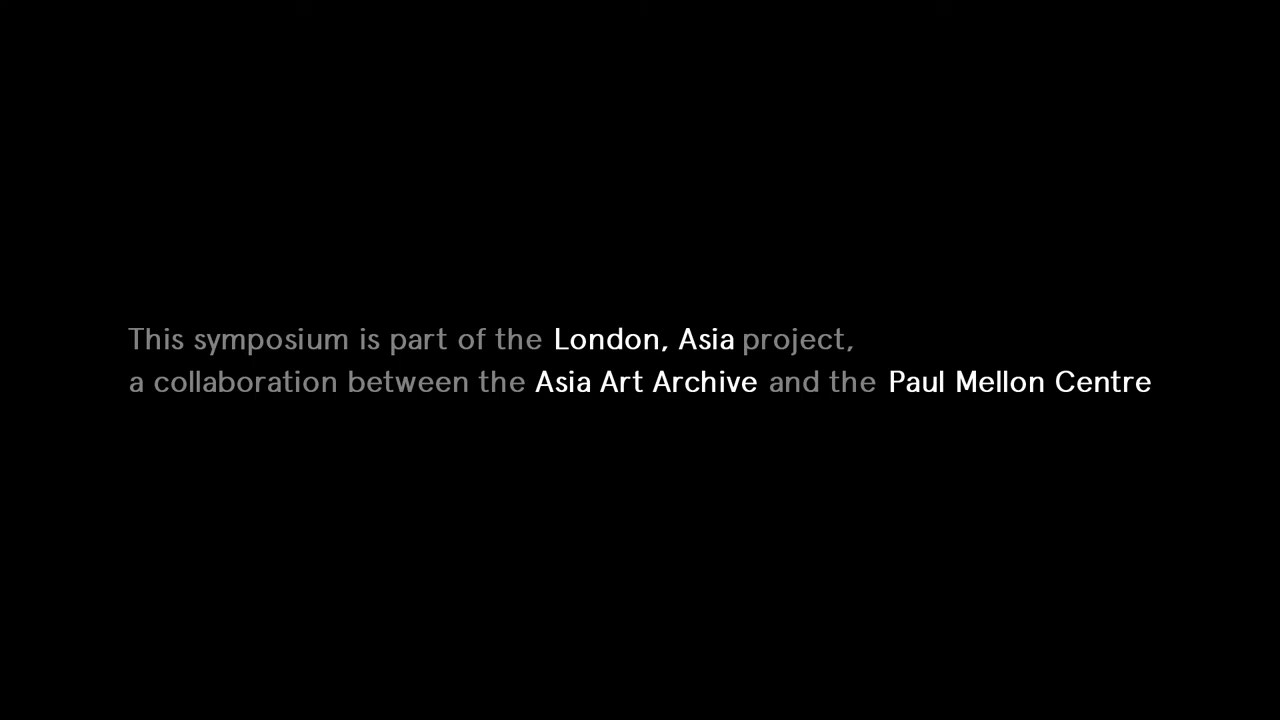 This symposium is part of the London, Asia project,
a collaboration between the Asia Art Archive and the Paul Mellon Centre